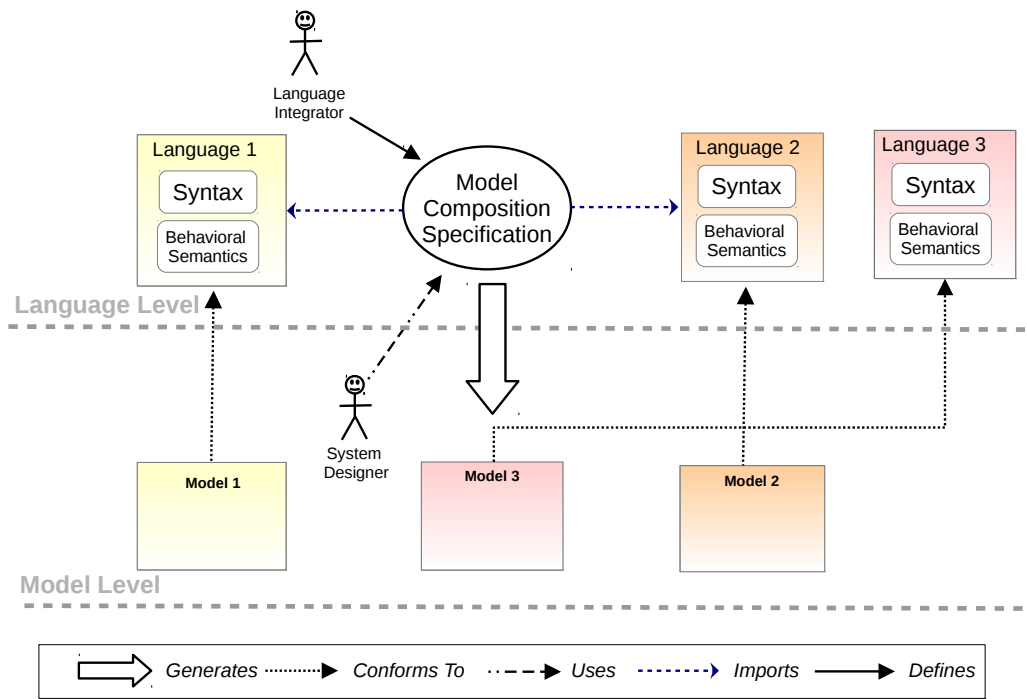 Language
Integrator
Language 1
Syntax
Behavioral
Semantics
Model
Composition
Specification
Language 2
Syntax
Behavioral
Semantics
Language 3
Syntax
Behavioral
Semantics
Language Level
System
Designer
Model 1
Model 3
Model 2
Model Level
Generates
Conforms To
Uses
Imports
Defines